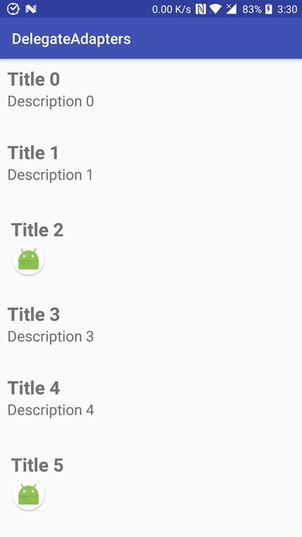 0.00 K/s 83% 3:30
DelegateAdapters
Title 0
Description 0
Title 1
Description 1
Title 2
Title 3
Description 3
Title 4
Description 4
Title 5